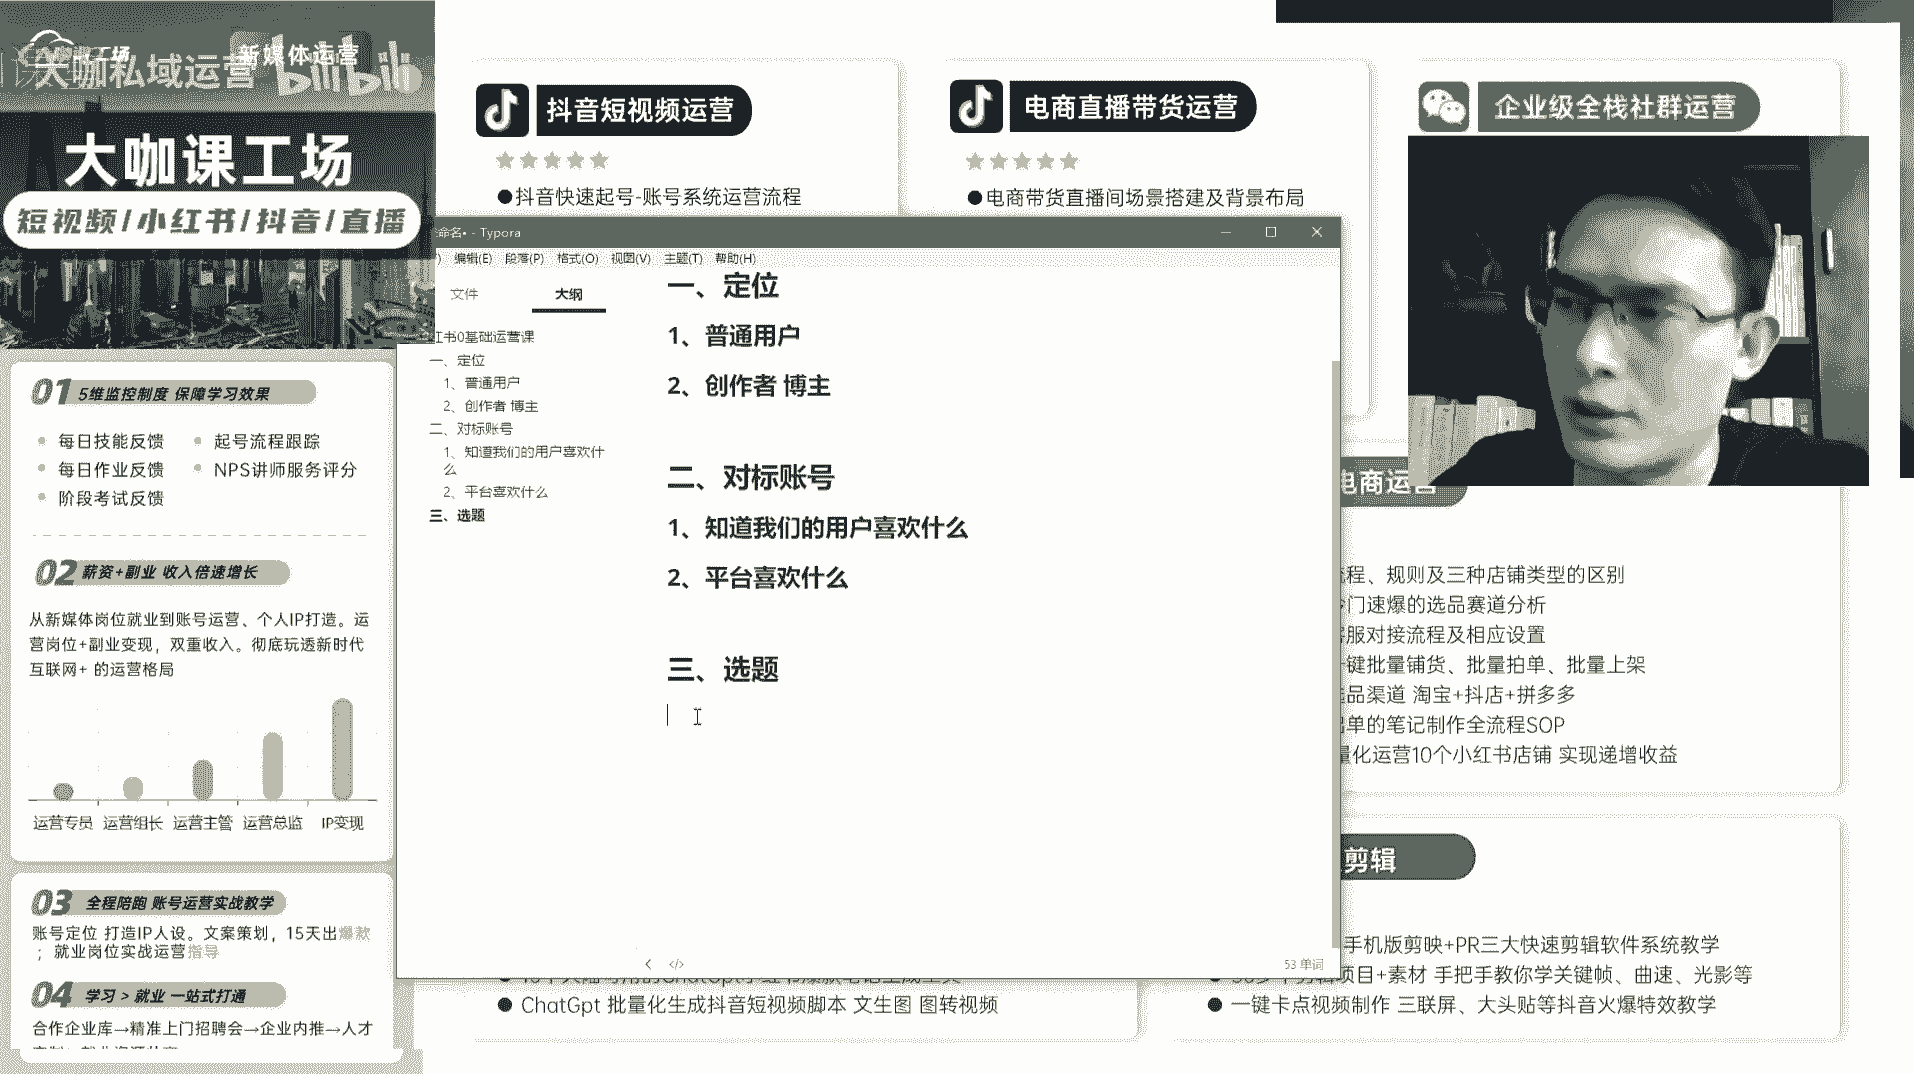 大咖私域运营
新媒体运营
bilibili
大咖课工场
短视频/小红书/抖音/直播
01 5维监控制度 保障学习效果
每日技能反馈
起号流程跟踪
每日作业反馈
NPS讲师服务评分
阶段考试反馈
02 薪资+副业 收入倍速增长
从新媒体岗位就业到账号运营、个人IP打造。运
营岗位+副业变现，双重收入。彻底玩透新时代
互联网+ 的运营格局
运营专员 运营组长 运营主管 运营总监 IP变现
03 全程陪跑 账号运营实战教学
账号定位 打造IP人设。文案策划，15天出爆款
；就业岗位实战运营指导
04 学习 > 就业 一站式打通
合作企业库→精准上门招聘会→企业内推→人才
抖音短视频运营
●抖音快速起号-账号系统运营流程
电商直播带货运营
●电商带货直播间场景搭建及背景布局
企业级全栈社群运营
命名• - Typora
) 编辑(E) 段落(P) 格式(O) 视图(V) 主题(T) 帮助(H)
文件
大纲
红书0基础运营课
一、定位
1、普通用户
2、创作者 博主
二、对标账号
1、知道我们的用户喜欢什
么
2、平台喜欢什么
三、选题
一、定位
1、普通用户
2、创作者 博主
二、对标账号
1、知道我们的用户喜欢什么
2、平台喜欢什么
三、选题
< </>
53 单词
电商运营
流程、规则及三种店铺类型的区别
冷门速爆的选品赛道分析
客服对接流程及相应设置
一键批量铺货、批量拍单、批量上架
选品渠道 淘宝+抖店+拼多多
出单的笔记制作全流程SOP
量化运营10个小红书店铺 实现递增收益
● ChatGpt 批量化生成抖音短视频脚本 文生图 图转视频
剪辑
手机版剪映+PR三大快速剪辑软件系统教学
项目+素材 手把手教你学关键帧、曲速、光影等
● 一键卡点视频制作 三联屏、大头贴等抖音火爆特效教学